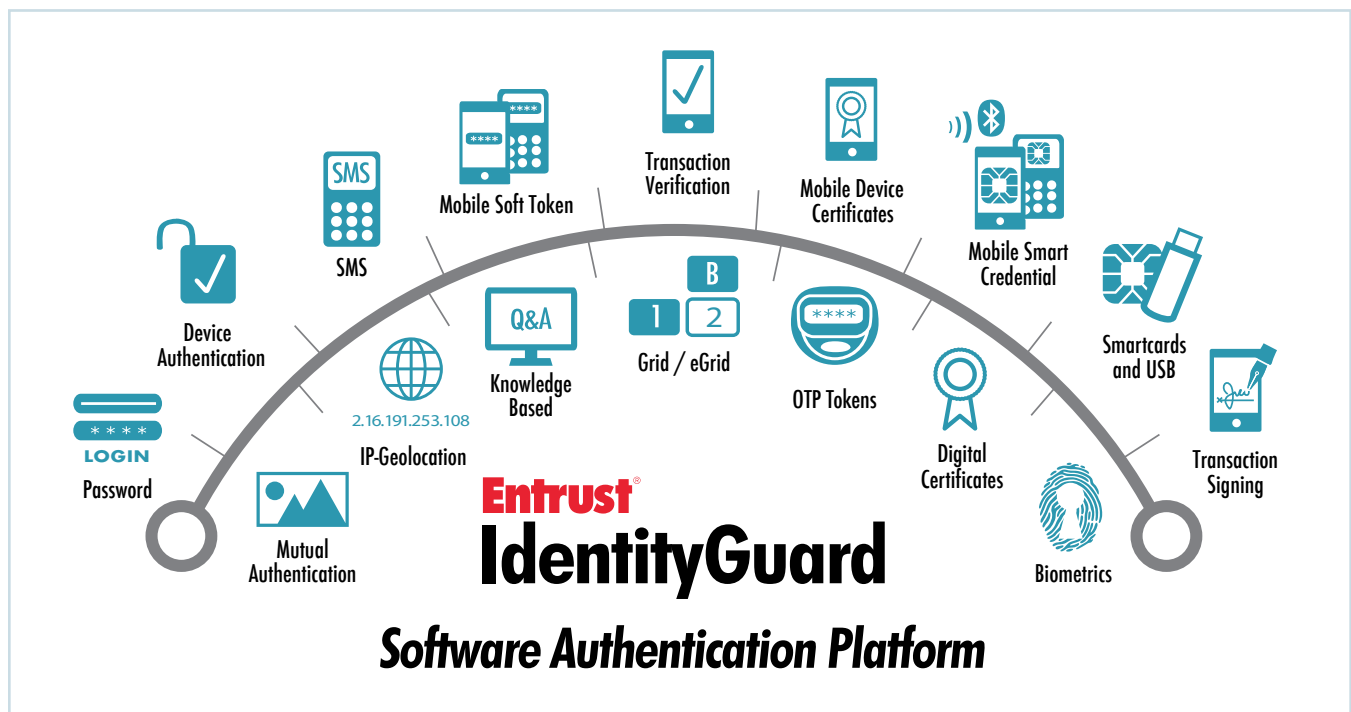 Transaction
Verification
Mobile Device
Certificates
****
****
Mobile Soft Token
SMS
SMS
Mobile Smart
Credential
Device
Authentication
Smartcards
and USB
Password
****
LOGIN
Transaction
Signing
B
1
2
Grid / eGrid
Q&A
Knowledge
Based
****
OTP Tokens
2.16.191.253.108
IP-Geolocation
Digital
Certificates
Mutual
Authentication
Biometrics
Entrust®
IdentityGuard
Software Authentication Platform